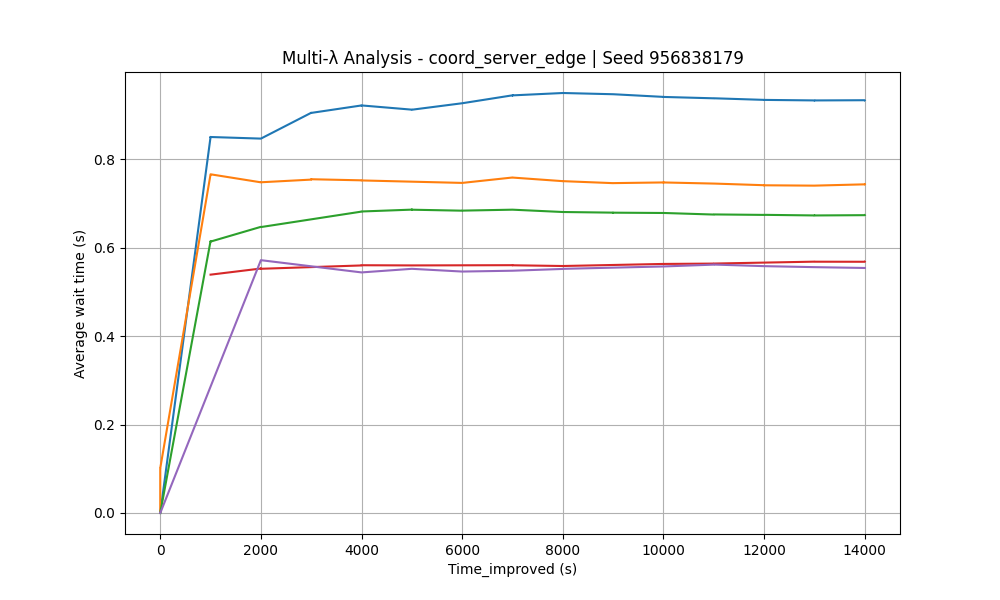 Multi-λ Analysis - coord_server_edge | Seed 956838179
Average wait time (s)
0.8
0.6
0.4
0.2
0.0
0 2000 4000 6000 8000 10000 12000 14000
Time_improved (s)